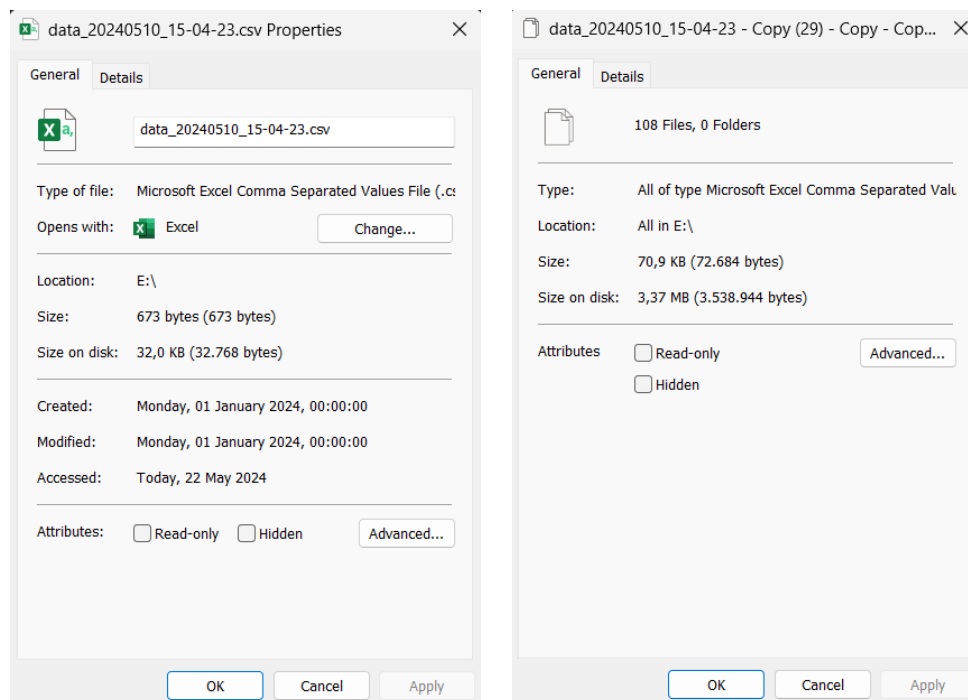 data_20240510_15-04-23.csv Properties
General Details
data_20240510_15-04-23.csv
Type of file: Microsoft Excel Comma Separated Values File (.cs
Opens with: Excel Change...
Location: E:\
Size: 673 bytes (673 bytes)
Size on disk: 32,0 KB (32.768 bytes)
Created: Monday, 01 January 2024, 00:00:00
Modified: Monday, 01 January 2024, 00:00:00
Accessed: Today, 22 May 2024
Attributes: Read-only Hidden Advanced...
OK Cancel Apply
data_20240510_15-04-23 - Copy (29) - Copy - Cop...
General Details
108 Files, 0 Folders
Type: All of type Microsoft Excel Comma Separated Valu
Location: All in E:\
Size: 70,9 KB (72.684 bytes)
Size on disk: 3,37 MB (3.538.944 bytes)
Attributes Read-only Advanced...
Hidden
OK Cancel Apply